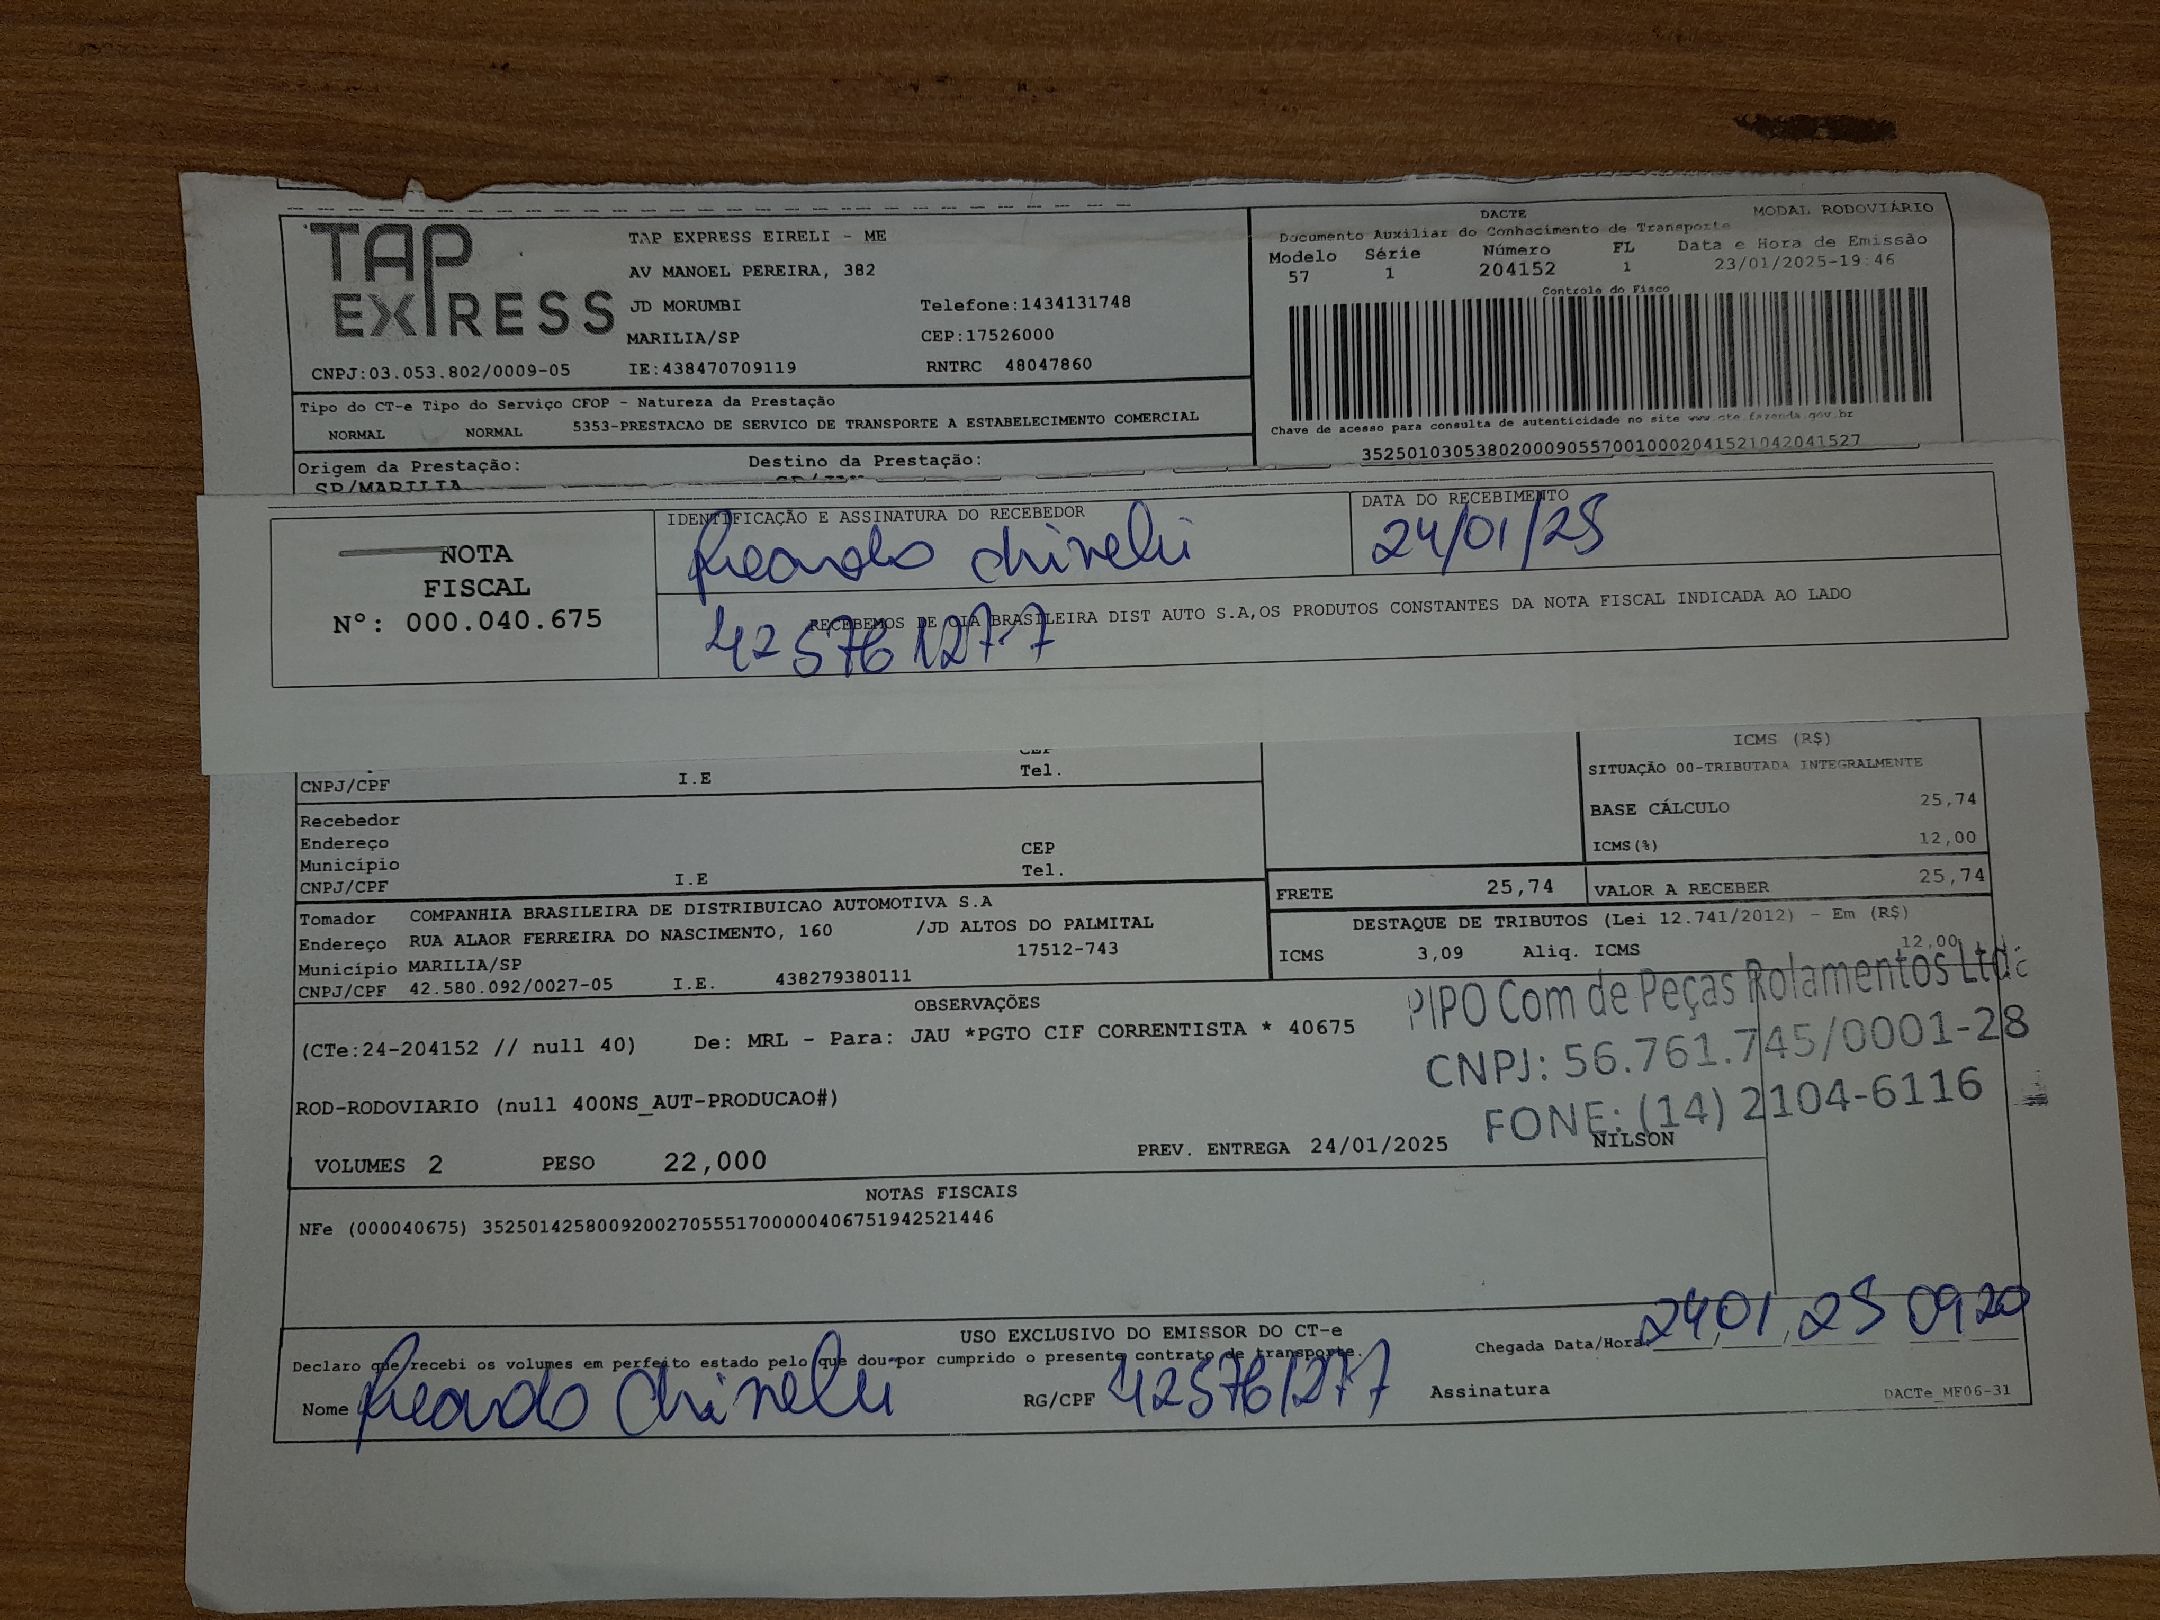 TAP EXPRESS
TAP EXPRESS EIRELI - ME
AV MANOEL PEREIRA, 382
JD MORUMBI Telefone:1434131748
MARILIA/SP CEP:17526000
CNPJ:03.053.802/0009-05 IE:438470709119 RNTRC 48047860
DACTE MODAL RODOVIÁRIO
Documento Auxiliar do Conhecimento de Transporte
Modelo Série Número FL Data e Hora de Emissão
57 1 204152 1 23/01/2025-19:46
Controle do Fisco
Chave de acesso para consulta de autenticidade no site www.cte.fazenda.gov.br
35250103053802000905570010002041521042041527
Tipo do CT-e Tipo do Serviço CFOP - Natureza da Prestação
NORMAL NORMAL 5353-PRESTACAO DE SERVICO DE TRANSPORTE A ESTABELECIMENTO COMERCIAL
Origem da Prestação: Destino da Prestação:
SP/MARILIA
NOTA
FISCAL
Nº: 000.040.675
IDENTIFICAÇÃO E ASSINATURA DO RECEBEDOR
DATA DO RECEBIMENTO
24/01/25
RECEBEMOS DE CIA BRASILEIRA DIST AUTO S.A,OS PRODUTOS CONSTANTES DA NOTA FISCAL INDICADA AO LADO
42576127-7
CEP
CNPJ/CPF I.E Tel.
Recebedor
Endereço
Município CEP
CNPJ/CPF I.E Tel.
ICMS (R$)
SITUAÇÃO 00-TRIBUTADA INTEGRALMENTE
BASE CÁLCULO 25,74
ICMS(%) 12,00
FRETE 25,74 VALOR A RECEBER 25,74
DESTAQUE DE TRIBUTOS (Lei 12.741/2012) - Em (R$)
ICMS 3,09 Aliq. ICMS 12,00
Tomador COMPANHIA BRASILEIRA DE DISTRIBUICAO AUTOMOTIVA S.A
Endereço RUA ALAOR FERREIRA DO NASCIMENTO, 160 /JD ALTOS DO PALMITAL
Município MARILIA/SP 17512-743
CNPJ/CPF 42.580.092/0027-05 I.E. 438279380111
OBSERVAÇÕES
(CTe:24-204152 // null 40) De: MRL - Para: JAU *PGTO CIF CORRENTISTA * 40675
ROD-RODOVIARIO (null 400NS_AUT-PRODUCAO#)
PIPO Com de Peças Rolamentos Ltda
CNPJ: 56.761.745/0001-28
FONE: (14) 2104-6116
VOLUMES 2 PESO 22,000 PREV. ENTREGA 24/01/2025 NILSON
NOTAS FISCAIS
NFe (000040675) 35250142580092002705551700000406751942521446
USO EXCLUSIVO DO EMISSOR DO CT-e
Declaro que recebi os volumes em perfeito estado pelo que dou por cumprido o presente contrato de transporte.
Chegada Data/Hora 24 01 25 09 20
Nome RG/CPF 42576127-7 Assinatura
DACTe_MF06-31